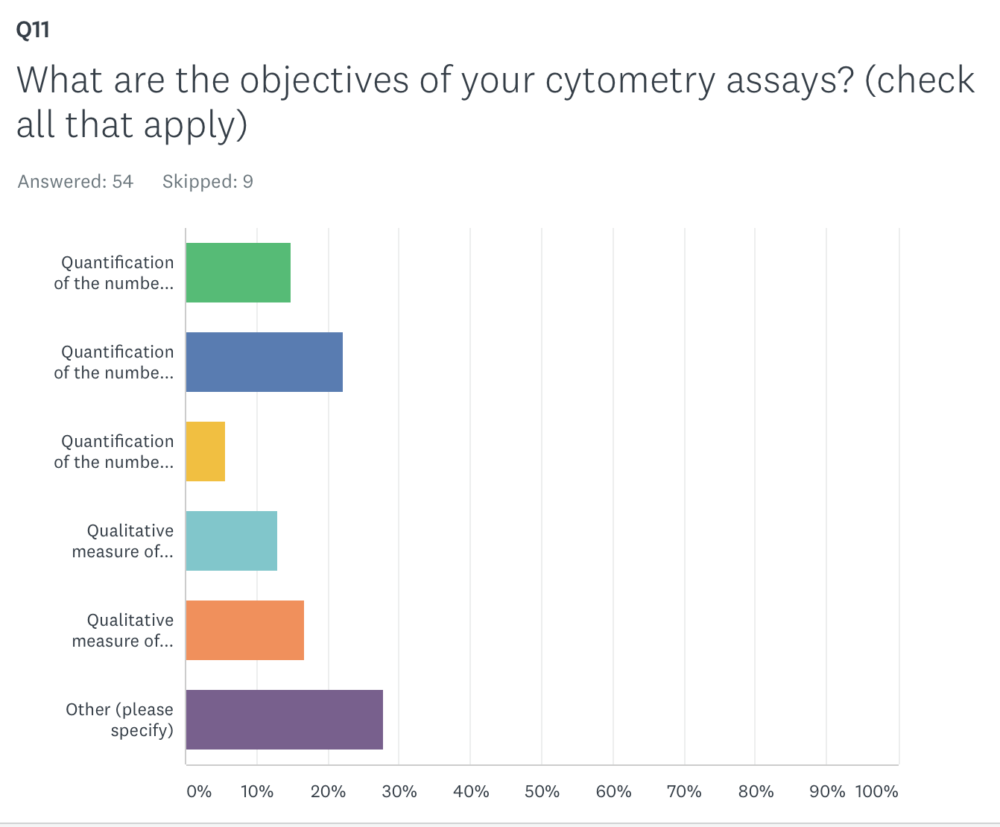 Q11
What are the objectives of your cytometry assays? (check
all that apply)
Answered: 54 Skipped: 9
Quantification
of the numbe...
Quantification
of the numbe...
Quantification
of the numbe...
Qualitative
measure of...
Qualitative
measure of...
Other (please
specify)
0% 10% 20% 30% 40% 50% 60% 70% 80% 90% 100%